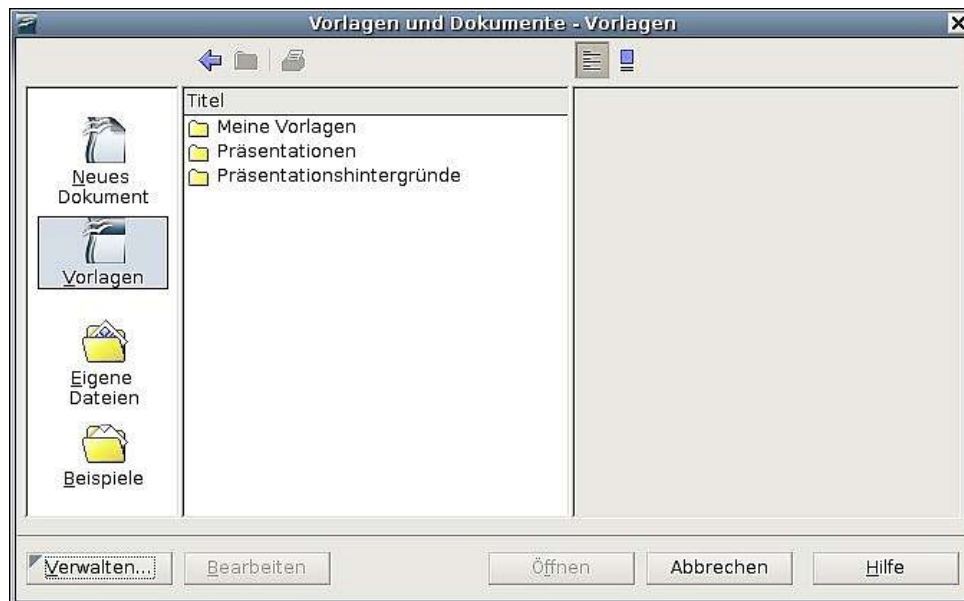 Vorlagen und Dokumente - Vorlagen
Neues
Dokument
Vorlagen
Eigene
Dateien
Beispiele
Titel
Meine Vorlagen
Präsentationen
Präsentationshintergründe
Verwalten...
Bearbeiten
Öffnen
Abbrechen
Hilfe